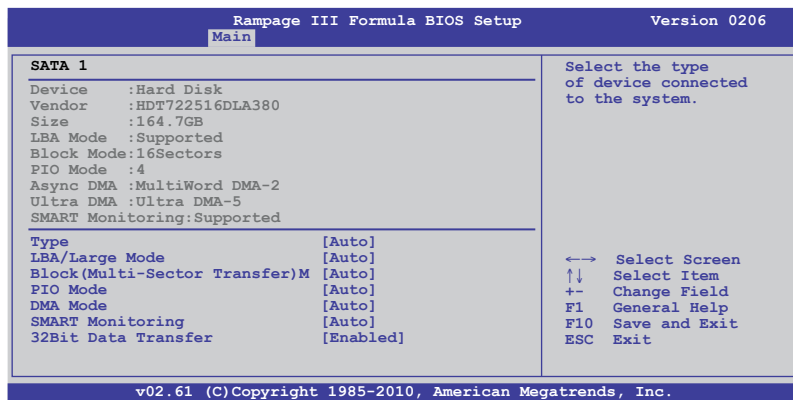 Rampage III Formula BIOS Setup Version 0206
Main
SATA 1
Device :Hard Disk
Vendor :HDT722516DLA380
Size :164.7GB
LBA Mode :Supported
Block Mode:16Sectors
PIO Mode :4
Async DMA :MultiWord DMA-2
Ultra DMA :Ultra DMA-5
SMART Monitoring:Supported
Type [Auto]
LBA/Large Mode [Auto]
Block(Multi-Sector Transfer)M [Auto]
PIO Mode [Auto]
DMA Mode [Auto]
SMART Monitoring [Auto]
32Bit Data Transfer [Enabled]
Select the type
of device connected
to the system.
←→ Select Screen
↑↓ Select Item
+- Change Field
F1 General Help
F10 Save and Exit
ESC Exit
v02.61 (C)Copyright 1985-2010, American Megatrends, Inc.